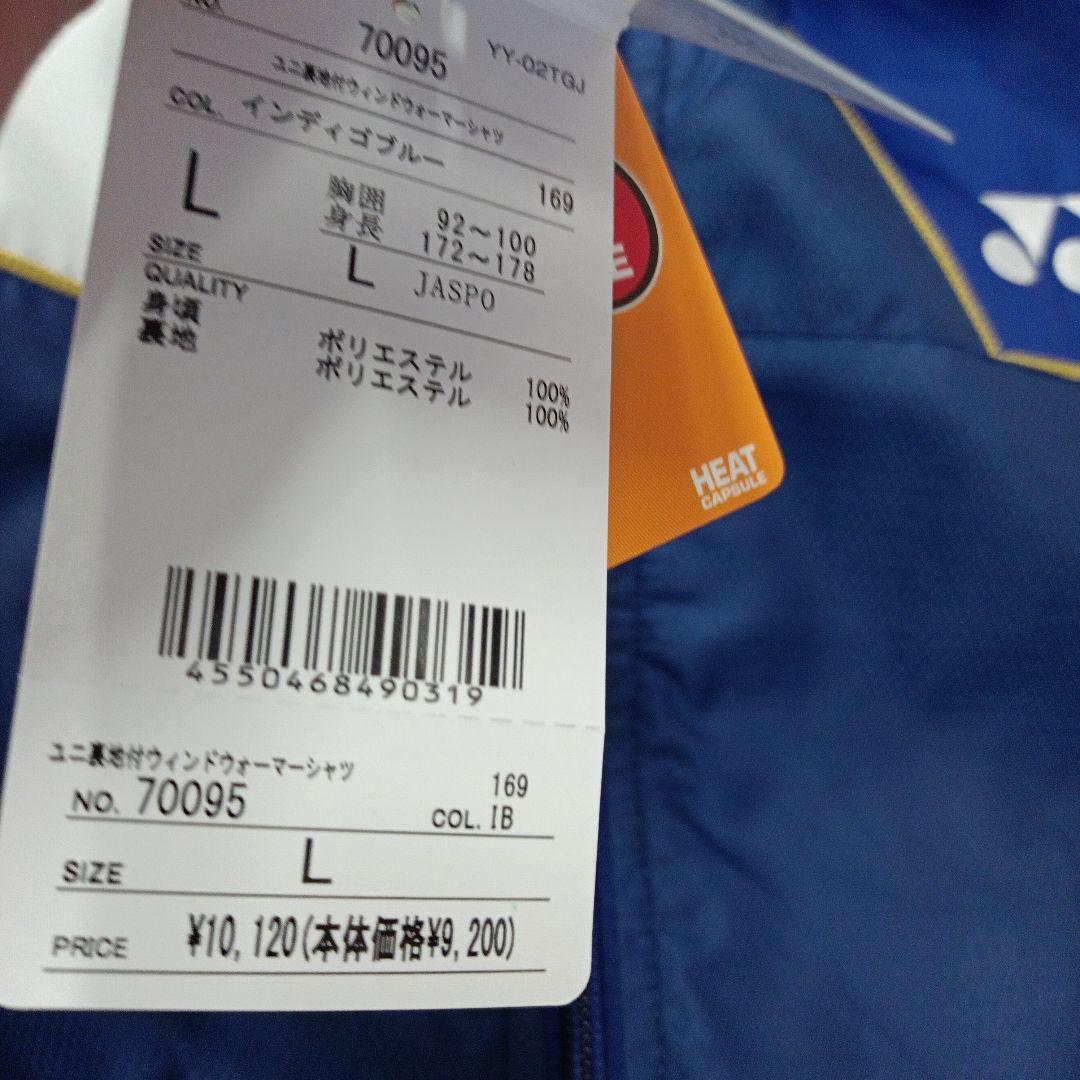 NO.
70095 YY-02TGJ
ユニ裏地付ウィンドウォーマーシャツ
COL. インディゴブルー 169
L 胸囲 92～100
身長 172～178
SIZE L JASPO
QUALITY
身頃 ポリエステル 100%
裏地 ポリエステル 100%
4550468490319
ユニ裏地付ウィンドウォーマーシャツ 169
NO. 70095 COL. IB
SIZE L
PRICE ¥10,120(本体価格¥9,200)
HEAT
CAPSULE